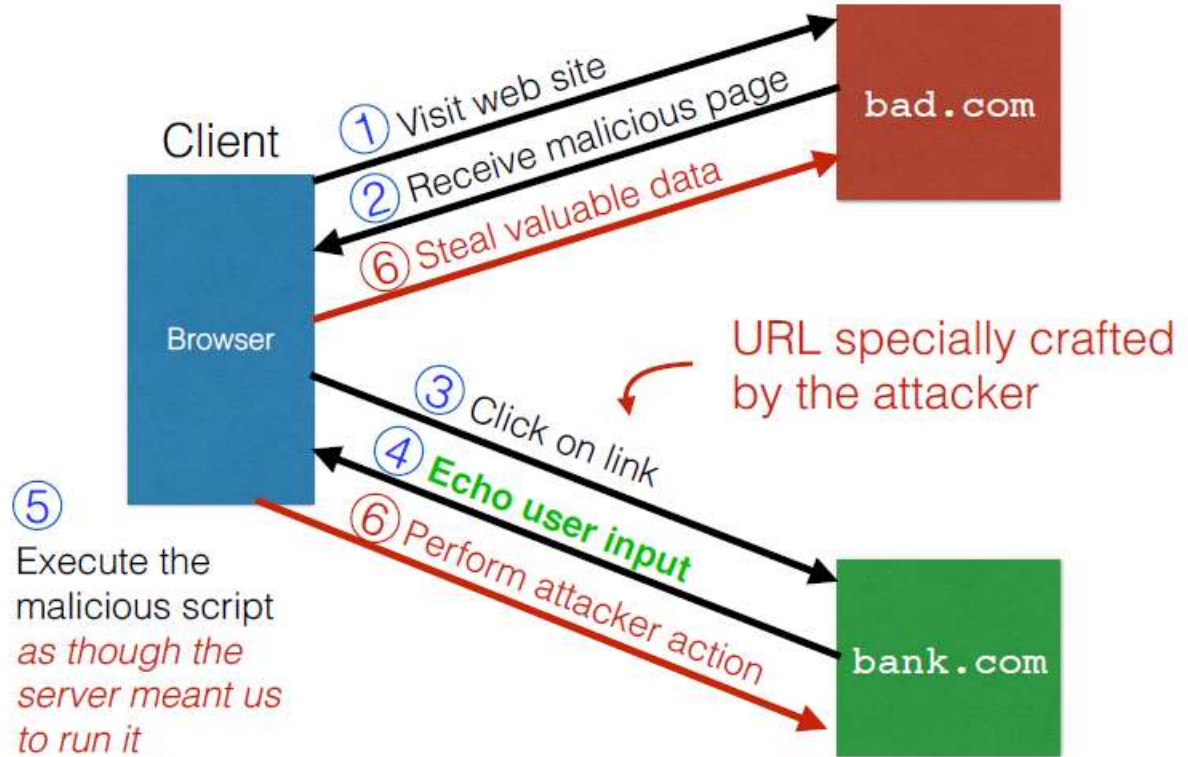 ① Visit web site
bad.com
② Receive malicious page
Client
⑥ Steal valuable data
Browser
URL specially crafted
by the attacker
③ Click on link
④ Echo user input
⑥ Perform attacker action
⑤
Execute the
malicious script
as though the
server meant us
to run it
bank.com